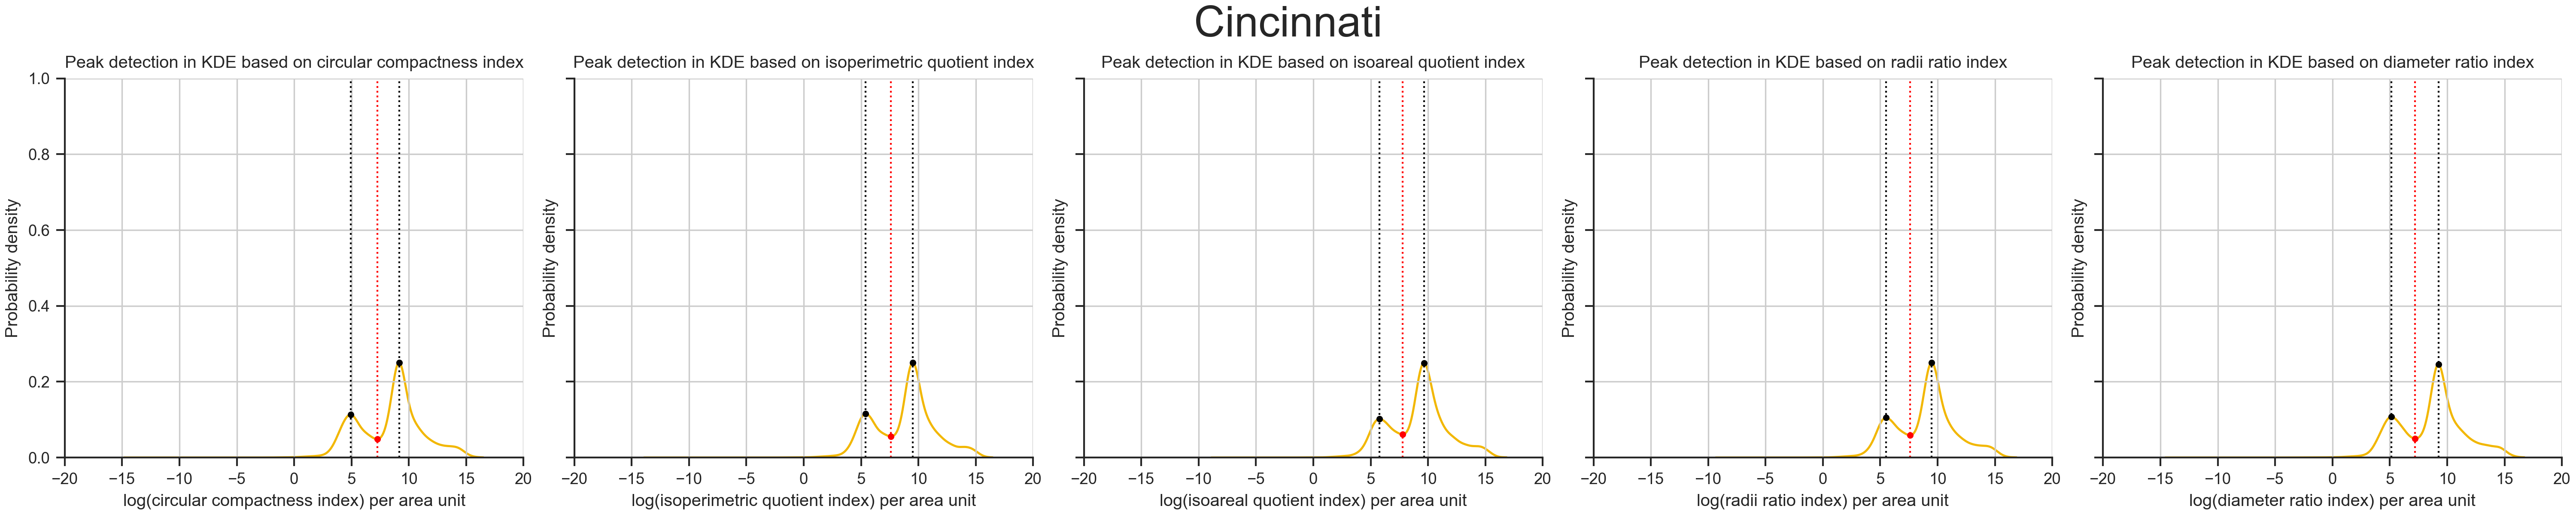 Cincinnati
Peak detection in KDE based on circular compactness index
Peak detection in KDE based on isoperimetric quotient index
Peak detection in KDE based on isoareal quotient index
Peak detection in KDE based on radii ratio index
Peak detection in KDE based on diameter ratio index
1.0
0.8
0.6
0.4
0.2
0.0
Probability density
Probability density
Probability density
Probability density
Probability density
−20 −15 −10 −5 0 5 10 15 20
−20 −15 −10 −5 0 5 10 15 20
−20 −15 −10 −5 0 5 10 15 20
−20 −15 −10 −5 0 5 10 15 20
−20 −15 −10 −5 0 5 10 15 20
log(circular compactness index) per area unit
log(isoperimetric quotient index) per area unit
log(isoareal quotient index) per area unit
log(radii ratio index) per area unit
log(diameter ratio index) per area unit